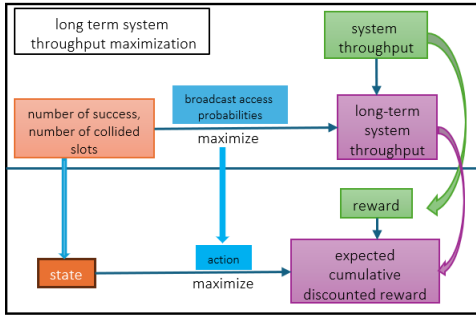 long term system
throughput maximization
system
throughput
number of success,
number of collided
slots
broadcast access
probabilities
maximize
long-term
system
throughput
reward
state
action
maximize
expected
cumulative
discounted reward